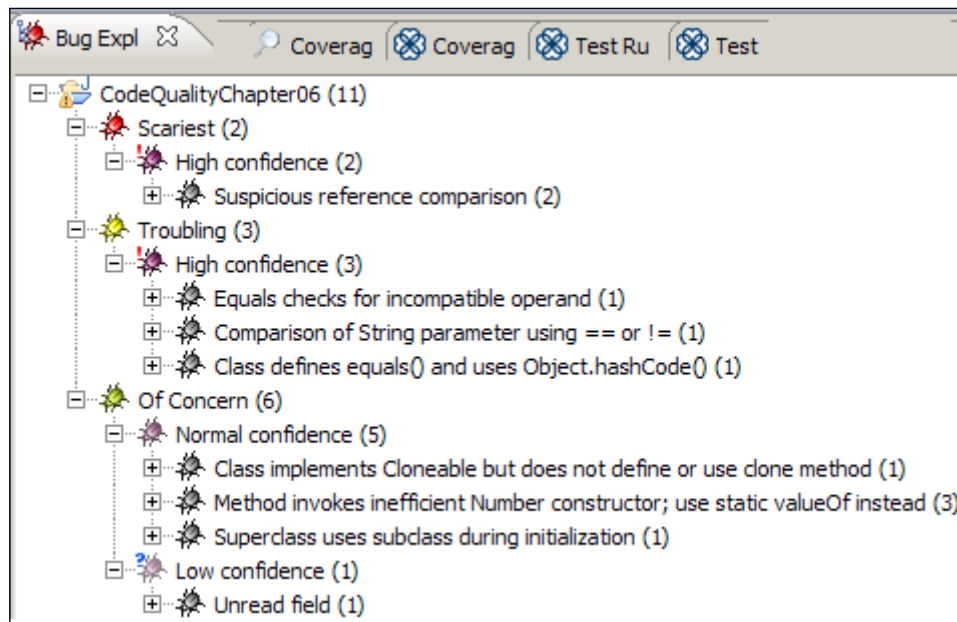 Bug Expl Coverag Coverag Test Ru Test
CodeQualityChapter06 (11)
Scariest (2)
High confidence (2)
Suspicious reference comparison (2)
Troubling (3)
High confidence (3)
Equals checks for incompatible operand (1)
Comparison of String parameter using == or != (1)
Class defines equals() and uses Object.hashCode() (1)
Of Concern (6)
Normal confidence (5)
Class implements Cloneable but does not define or use clone method (1)
Method invokes inefficient Number constructor; use static valueOf instead (3)
Superclass uses subclass during initialization (1)
Low confidence (1)
Unread field (1)